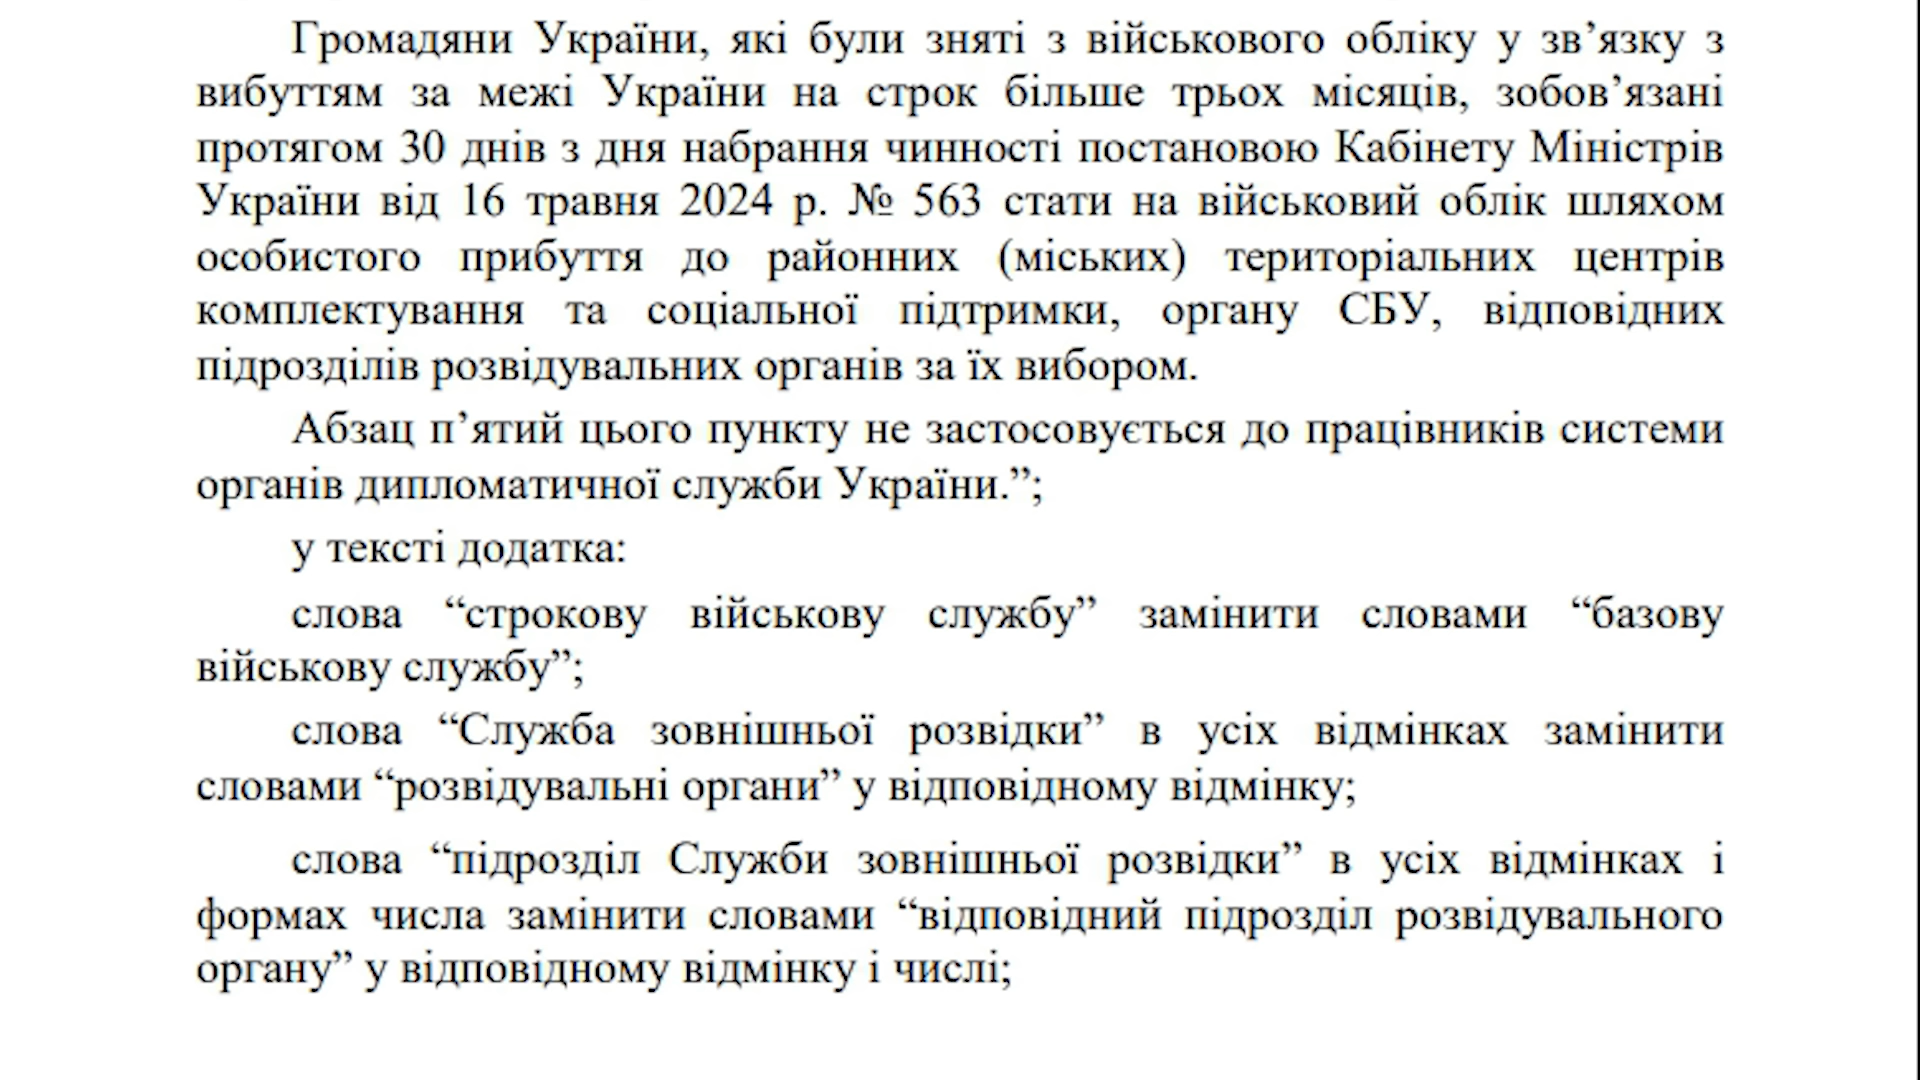 Громадяни України, які були зняті з військового обліку у зв’язку з
вибуттям за межі України на строк більше трьох місяців, зобов’язані
протягом 30 днів з дня набрання чинності постановою Кабінету Міністрів
України від 16 травня 2024 р. № 563 стати на військовий облік шляхом
особистого прибуття до районних (міських) територіальних центрів
комплектування та соціальної підтримки, органу СБУ, відповідних
підрозділів розвідувальних органів за їх вибором.
Абзац п’ятий цього пункту не застосовується до працівників системи
органів дипломатичної служби України.”;
у тексті додатка:
слова “строкову військову службу” замінити словами “базову
військову службу”;
слова “Служба зовнішньої розвідки” в усіх відмінках замінити
словами “розвідувальні органи” у відповідному відмінку;
слова “підрозділ Служби зовнішньої розвідки” в усіх відмінках і
формах числа замінити словами “відповідний підрозділ розвідувального
органу” у відповідному відмінку і числі;